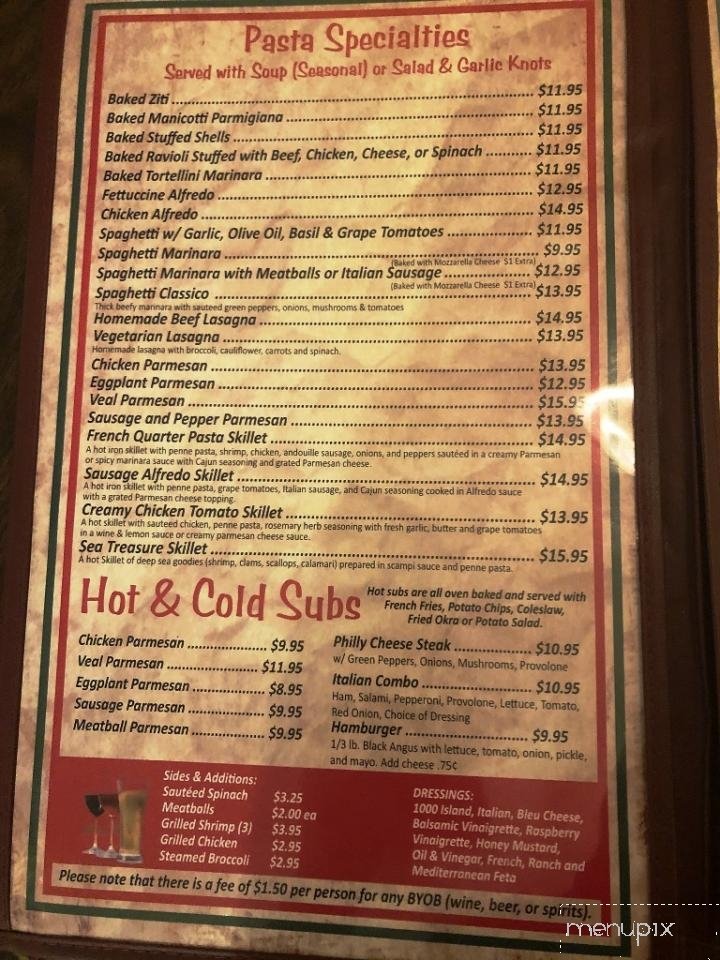 Pasta Specialties
Served with Soup (Seasonal) or Salad & Garlic Knots
Baked Ziti $11.95
Baked Manicotti Parmigiana $11.95
Baked Stuffed Shells $11.95
Baked Ravioli Stuffed with Beef, Chicken, Cheese, or Spinach $11.95
Baked Tortellini Marinara $11.95
Fettuccine Alfredo $12.95
Chicken Alfredo $14.95
Spaghetti w/ Garlic, Olive Oil, Basil & Grape Tomatoes $11.95
Spaghetti Marinara $9.95
(Baked with Mozzarella Cheese $1 Extra)
Spaghetti Marinara with Meatballs or Italian Sausage $12.95
(Baked with Mozzarella Cheese $1 Extra)
Spaghetti Classico $13.95
Thick beefy marinara with sauteed green peppers, onions, mushrooms & tomatoes
Homemade Beef Lasagna $14.95
Vegetarian Lasagna $13.95
Homemade lasagna with broccoli, cauliflower, carrots and spinach.
Chicken Parmesan $13.95
Eggplant Parmesan $12.95
Veal Parmesan $15.95
Sausage and Pepper Parmesan $13.95
French Quarter Pasta Skillet $14.95
A hot iron skillet with penne pasta, shrimp, chicken, andouille sausage, onions, and peppers sautéed in a creamy Parmesan
or spicy marinara sauce with Cajun seasoning and grated Parmesan cheese.
Sausage Alfredo Skillet $14.95
A hot iron skillet with penne pasta, grape tomatoes, Italian sausage, and Cajun seasoning cooked in Alfredo sauce
with a grated Parmesan cheese topping.
Creamy Chicken Tomato Skillet $13.95
A hot skillet with sauteed chicken, penne pasta, rosemary herb seasoning with fresh garlic, butter and grape tomatoes
in a wine & lemon sauce or creamy parmesan cheese sauce.
Sea Treasure Skillet $15.95
A hot Skillet of deep sea goodies (shrimp, clams, scallops, calamari) prepared in scampi sauce and penne pasta.
Hot & Cold Subs
Hot subs are all oven baked and served with
French Fries, Potato Chips, Coleslaw,
Fried Okra or Potato Salad.
Chicken Parmesan $9.95
Veal Parmesan $11.95
Eggplant Parmesan $8.95
Sausage Parmesan $9.95
Meatball Parmesan $9.95
Philly Cheese Steak $10.95
w/ Green Peppers, Onions, Mushrooms, Provolone
Italian Combo $10.95
Ham, Salami, Pepperoni, Provolone, Lettuce, Tomato,
Red Onion, Choice of Dressing
Hamburger $9.95
1/3 lb. Black Angus with lettuce, tomato, onion, pickle,
and mayo. Add cheese .75¢
Sides & Additions:
Sautéed Spinach $3.25
Meatballs $2.00 ea
Grilled Shrimp (3) $3.95
Grilled Chicken $2.95
Steamed Broccoli $2.95
DRESSINGS:
1000 Island, Italian, Bleu Cheese,
Balsamic Vinaigrette, Raspberry
Vinaigrette, Honey Mustard,
Oil & Vinegar, French, Ranch and
Mediterranean Feta
Please note that there is a fee of $1.50 per person for any BYOB (wine, beer, or spirits).
menupix